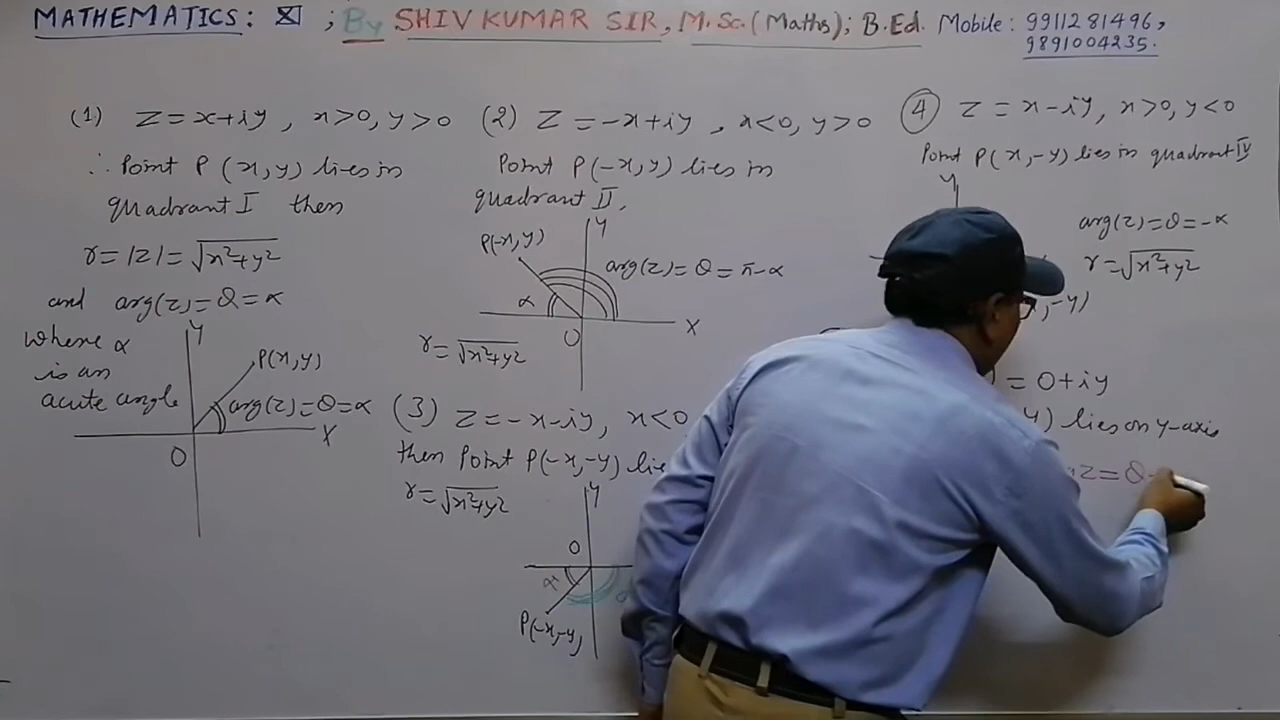 MATHEMATICS: XI ; By SHIV KUMAR SIR, M.Sc.(Maths); B.Ed. Mobile: 9911281496,
9891004235.
(1) Z = x+iy, x>0, y>0
∴ Point P(x,y) lies in
quadrant I then
r = |z| = √x²+y²
and arg(z) = θ = α
where α
is an
acute angle
Y
P(x,y)
arg(z) = θ = α
X
O
(2) Z = -x+iy, x<0, y>0
Point P(-x,y) lies in
quadrant II,
Y
P(-x,y)
arg(z) = θ = π-α
α
X
O
r = √x²+y²
(3) Z = -x-iy, x<0
then Point P(-x,-y) lie
r = √x²+y²
Y
O
α
P(-x,-y,
(4) Z = x-iy, x>0, y<0
Point P(x,-y) lies in quadrant IV
Y
arg(z) = θ = -α
r = √x²+y²
,-y)
= 0+iy
y) lies on y-axis
z = θ